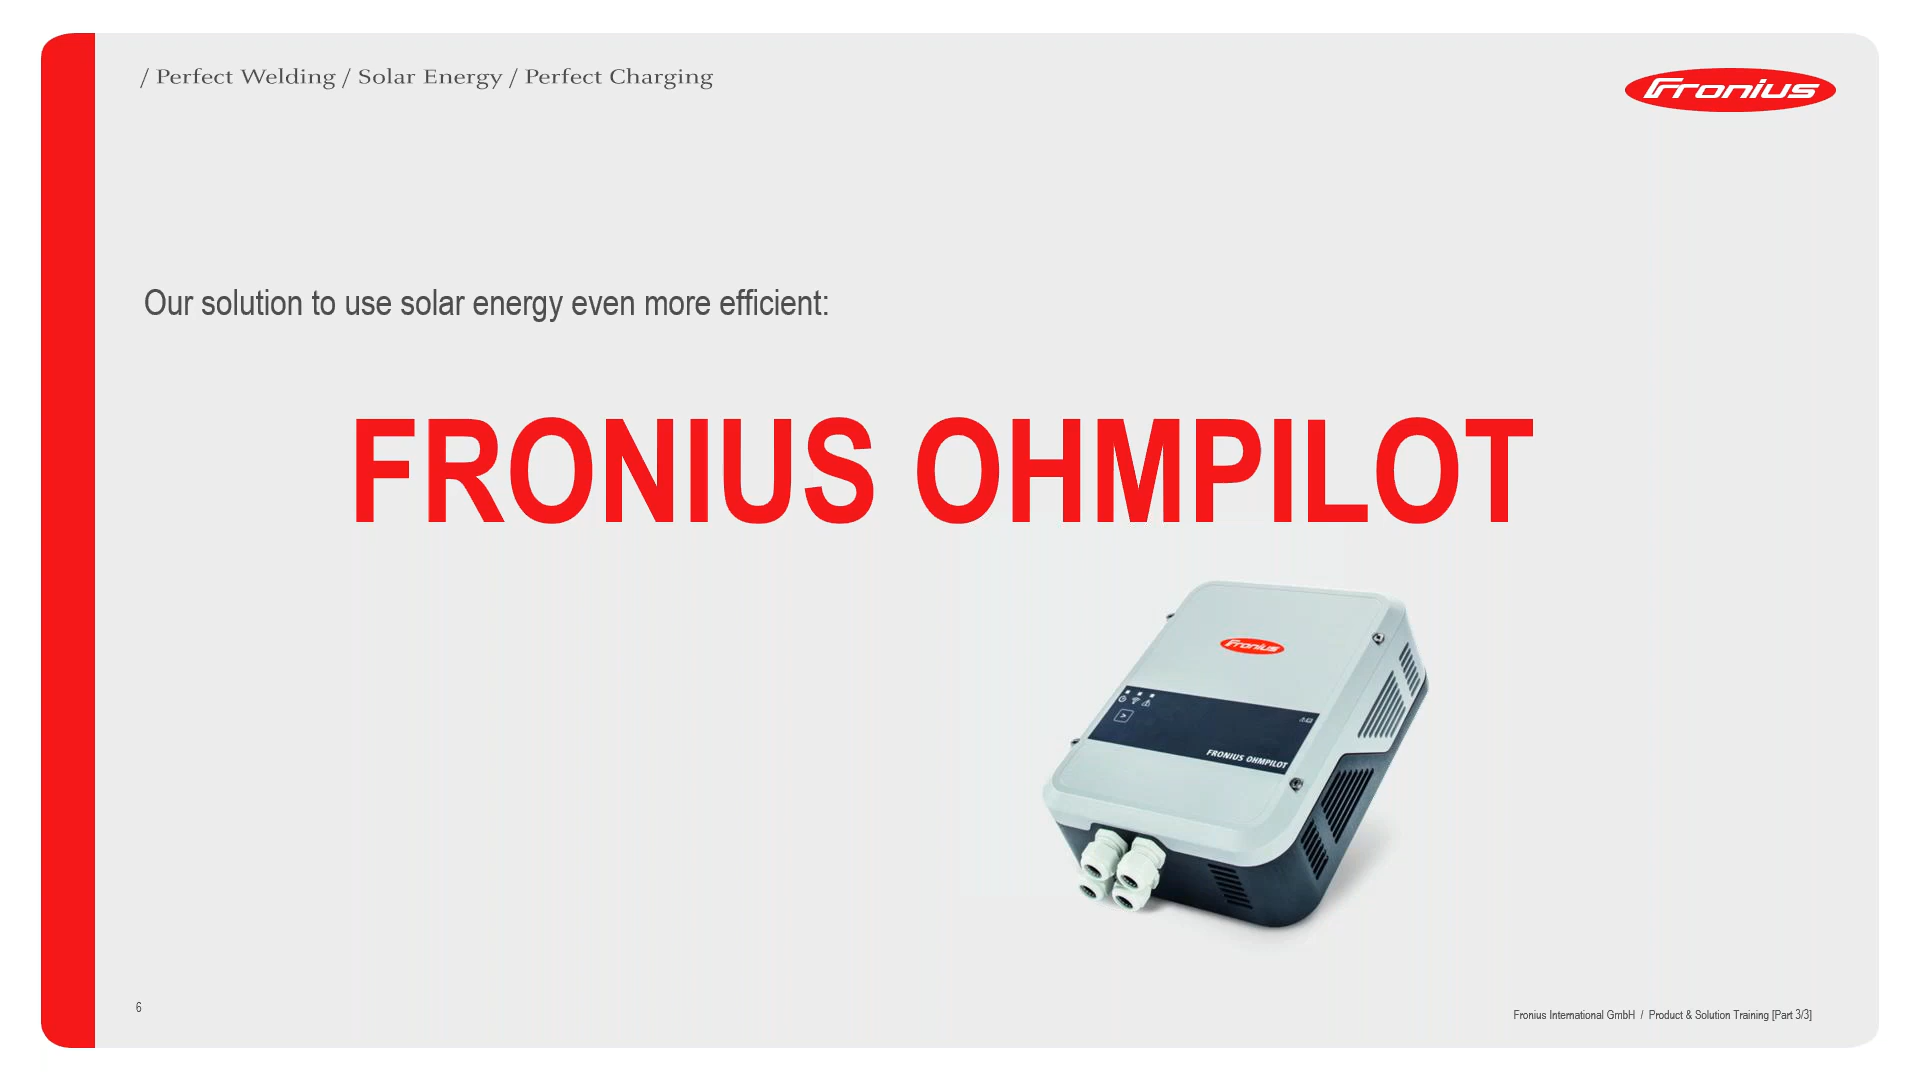 / Perfect Welding / Solar Energy / Perfect Charging
Fronius
Our solution to use solar energy even more efficient:
FRONIUS OHMPILOT
Fronius
>
FRONIUS OHMPILOT
6
Fronius International GmbH / Product & Solution Training [Part 3/3]